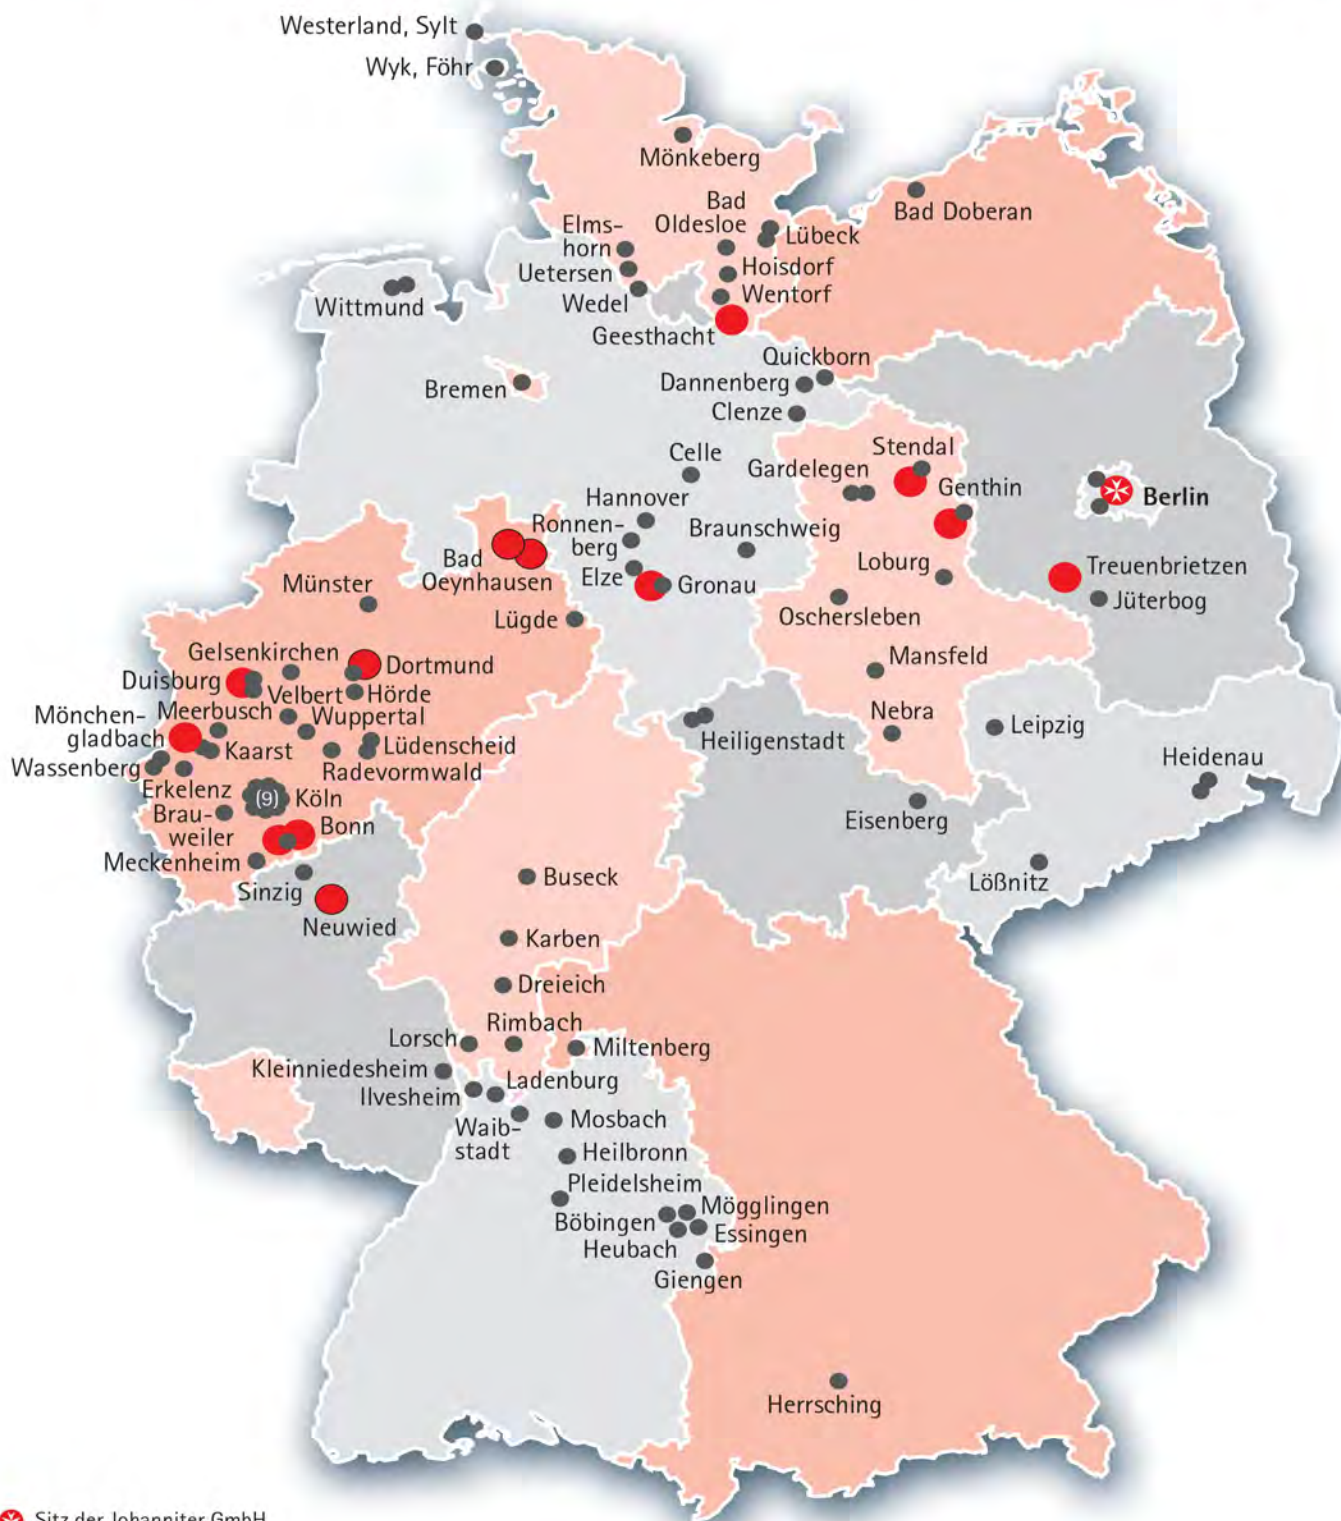 Westerland, Sylt
Wyk, Föhr
Mönkeberg
Bad Doberan
Bad
Oldesloe
Lübeck
Elms-
horn
Uetersen
Hoisdorf
Wedel
Wentorf
Wittmund
Geesthacht
Quickborn
Bremen
Dannenberg
Clenze
Celle
Stendal
Gardelegen
Genthin
Berlin
Hannover
Ronnen-
berg
Braunschweig
Bad
Oeynhausen
Elze
Gronau
Loburg
Treuenbrietzen
Jüterbog
Münster
Lügde
Oschersleben
Gelsenkirchen
Dortmund
Mansfeld
Duisburg
Velbert
Hörde
Mönchen-
gladbach
Meerbusch
Wuppertal
Nebra
Leipzig
Kaarst
Lüdenscheid
Heiligenstadt
Heidenau
Wassenberg
Radevormwald
Erkelenz
(9)
Köln
Brau-
weiler
Bonn
Eisenberg
Meckenheim
Sinzig
Buseck
Lößnitz
Neuwied
Karben
Dreieich
Rimbach
Lorsch
Miltenberg
Kleinniedesheim
Ilvesheim
Ladenburg
Waib-
stadt
Mosbach
Heilbronn
Pleidelsheim
Mögglingen
Böbingen
Essingen
Heubach
Giengen
Herrsching
Sitz der Johanniter GmbH